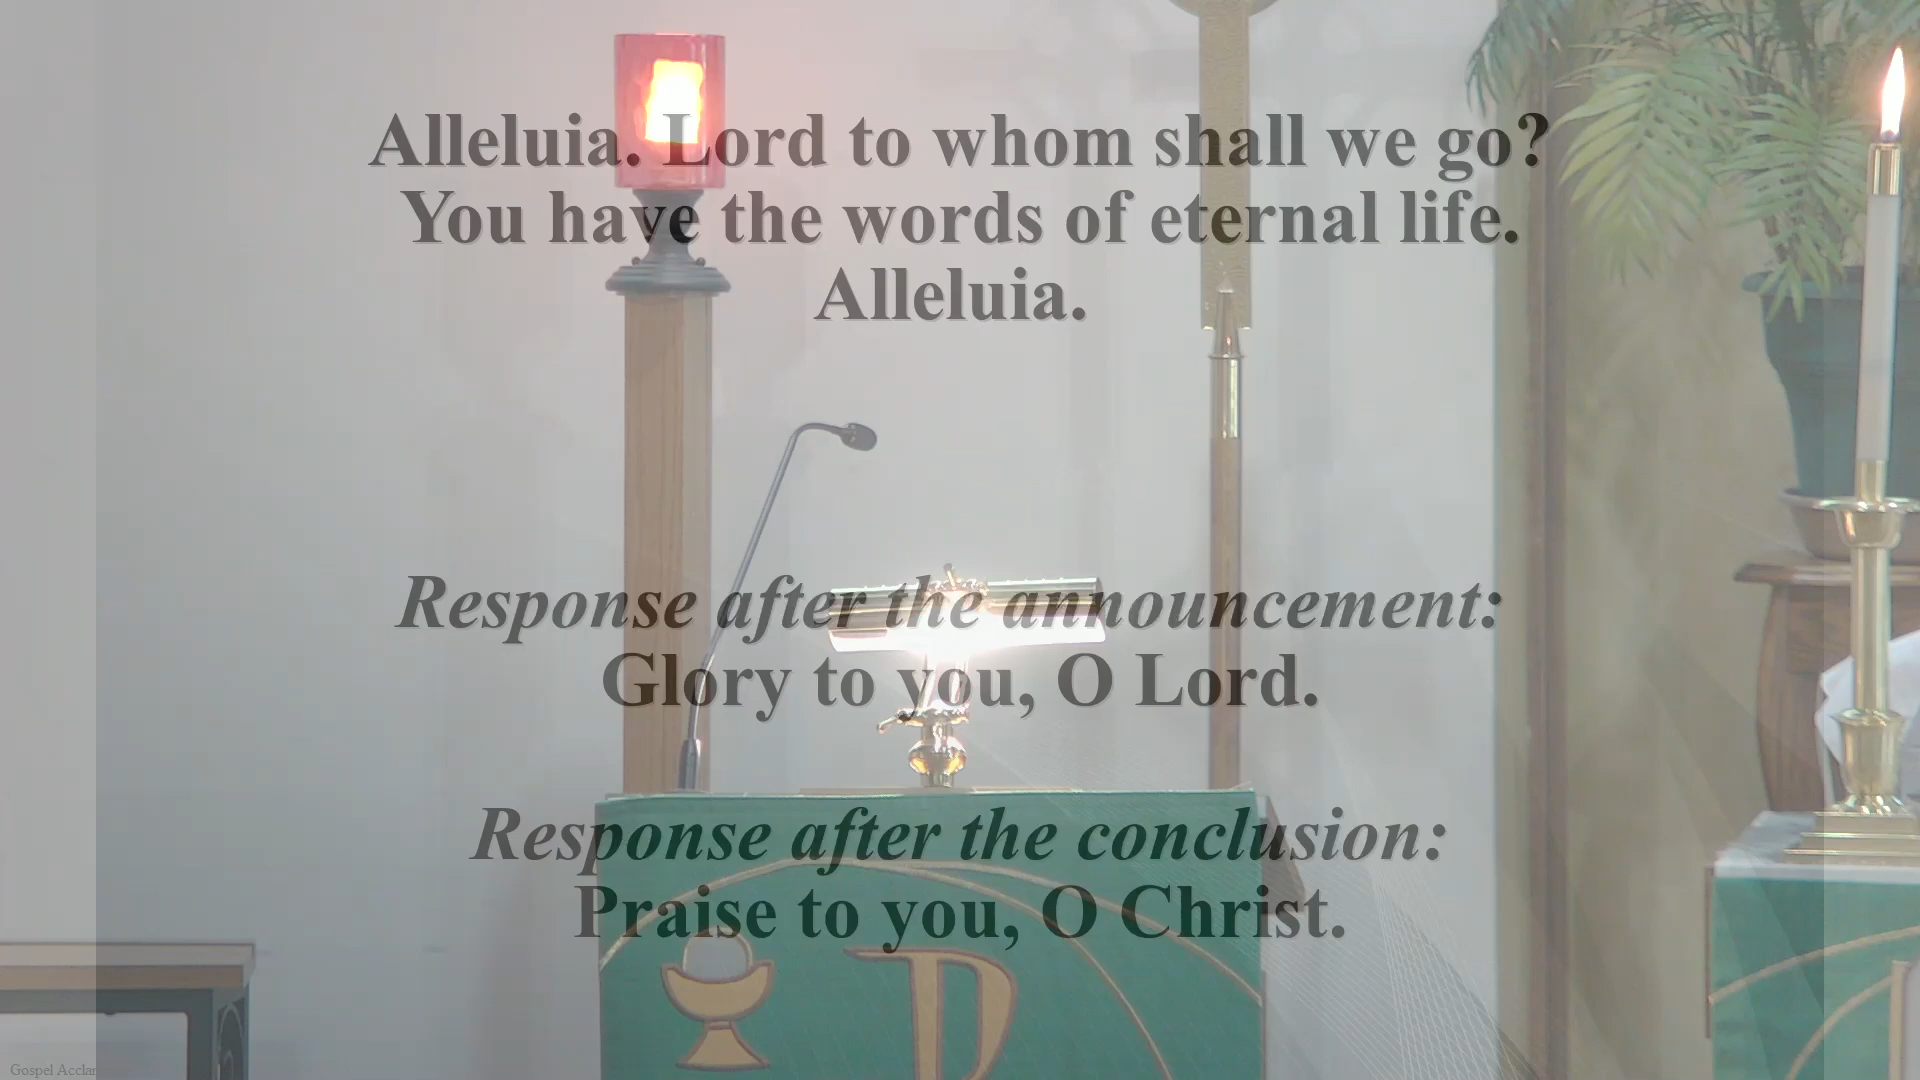 Alleluia. Lord to whom shall we go?
You have the words of eternal life.
Alleluia.
Response after the announcement:
Glory to you, O Lord.
Response after the conclusion:
Praise to you, O Christ.
Gospel